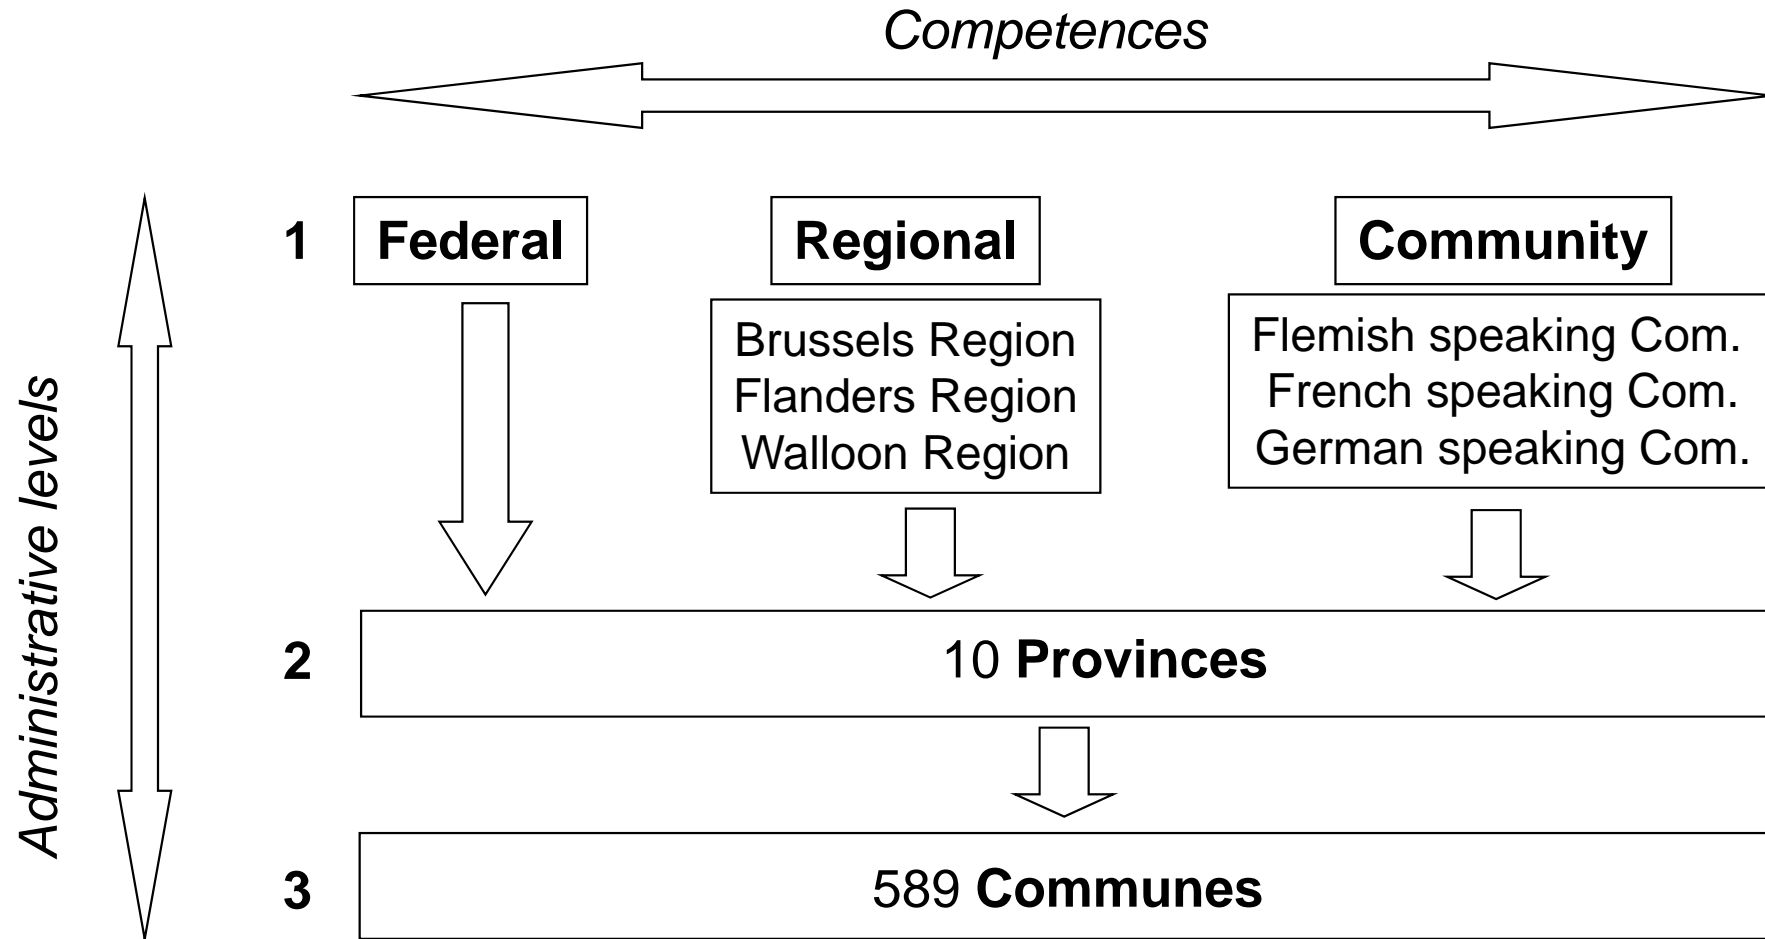 Competences
Administrative levels
1 Federal Regional Community
Brussels Region
Flanders Region
Walloon Region
Flemish speaking Com.
French speaking Com.
German speaking Com.
2 10 Provinces
3 589 Communes